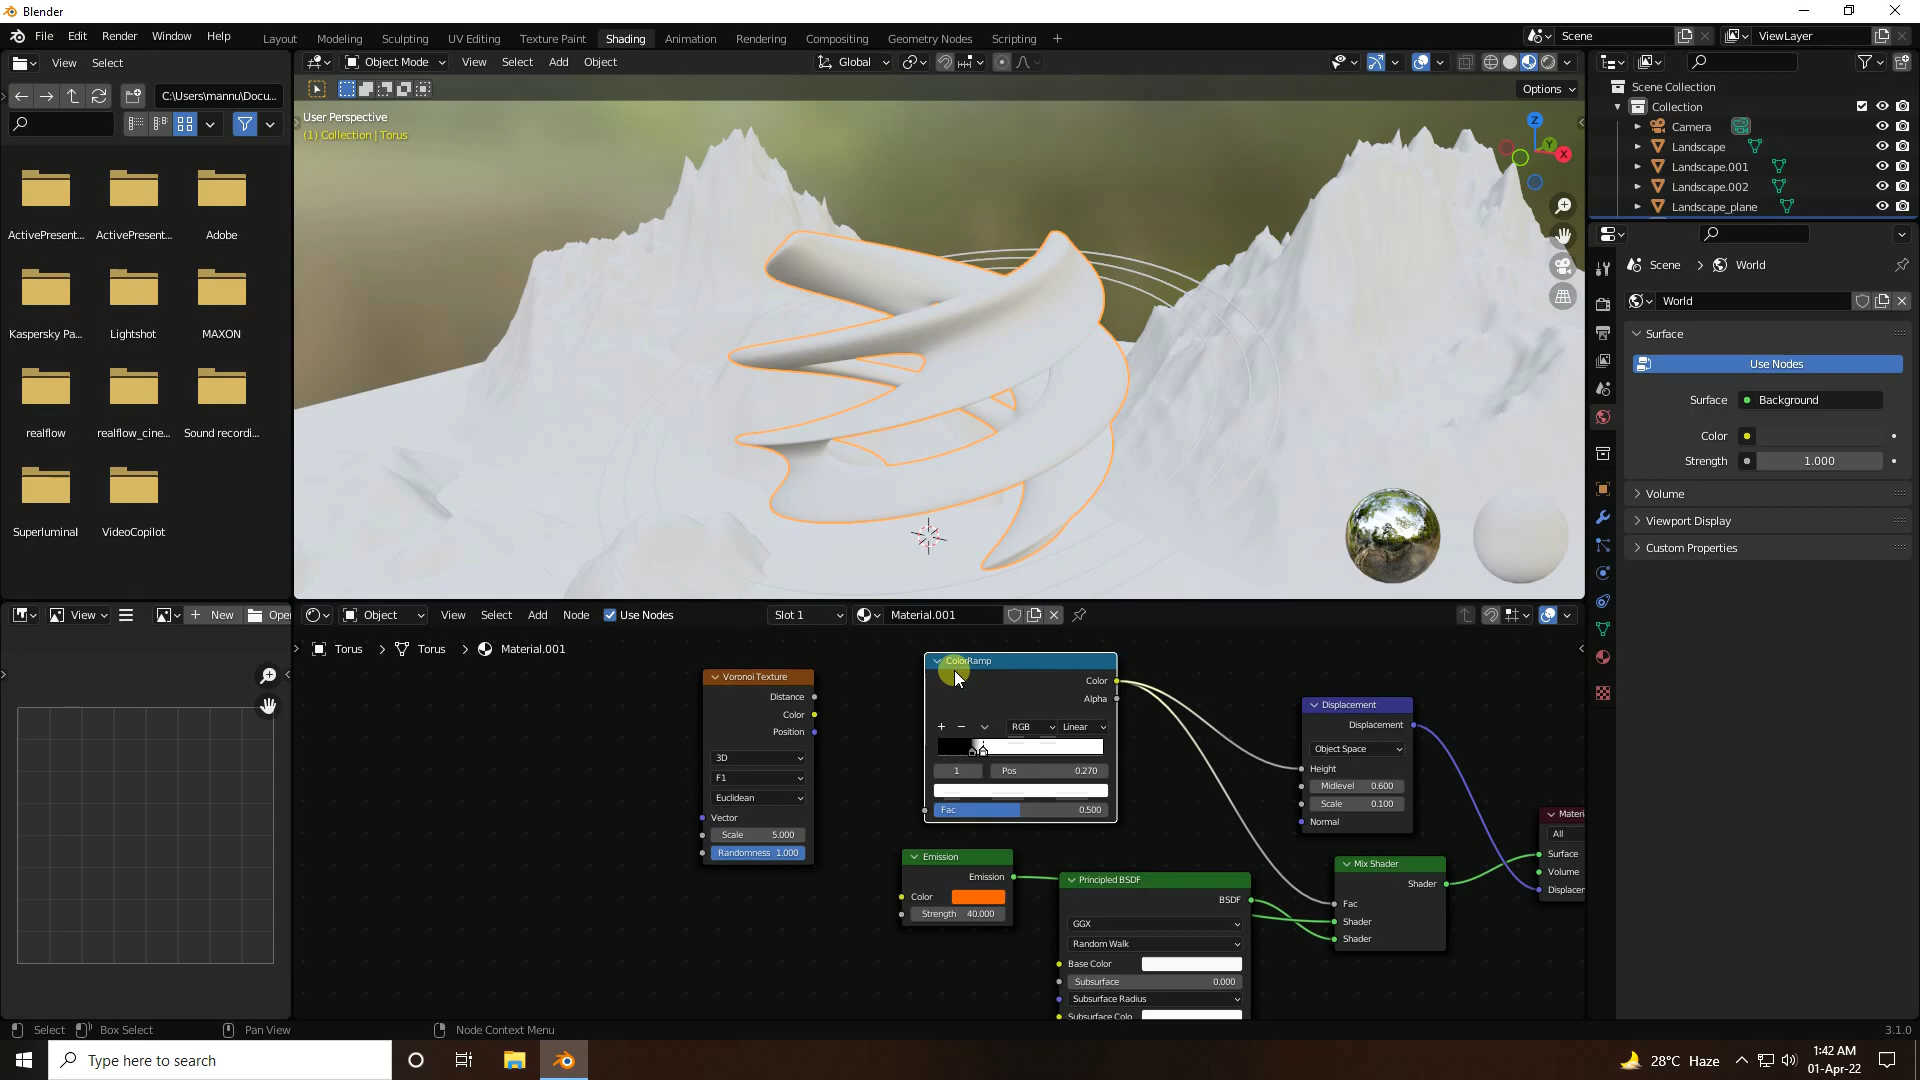 Blender
File Edit Render Window Help
Layout Modeling Sculpting UV Editing Texture Paint Shading Animation Rendering Compositing Geometry Nodes Scripting +
Scene
ViewLayer
View Select
Object Mode View Select Add Object
Global
C:\Users\mannu\Docu...
Options
User Perspective
(1) Collection | Torus
Z
Y
X
ActivePresent...
ActivePresent...
Adobe
Kaspersky Pa...
Lightshot
MAXON
realflow
realflow_cine...
Sound recordi...
Superluminal
VideoCopilot
Scene Collection
Collection
Camera
Landscape
Landscape.001
Landscape.002
Landscape_plane
Scene > World
World
Surface
Use Nodes
Surface Background
Color
Strength 1.000
Volume
Viewport Display
Custom Properties
View
+ New
Ope
Object View Select Add Node Use Nodes
Slot 1
Material.001
Torus > Torus > Material.001
Voronoi Texture
Distance
Color
Position
3D
F1
Euclidean
Vector
Scale 5.000
Randomness 1.000
ColorRamp
Color
Alpha
RGB Linear
1 Pos 0.270
Fac 0.500
Emission
Emission
Color
Strength 40.000
Principled BSDF
BSDF
GGX
Random Walk
Base Color
Subsurface 0.000
Subsurface Radius
Subsurface Colo
Displacement
Displacement
Object Space
Height
Midlevel 0.600
Scale 0.100
Normal
Mix Shader
Shader
Fac
Shader
Shader
Materi
All
Surface
Volume
Displacer
Select Box Select Pan View Node Context Menu
3.1.0
Type here to search
28°C Haze
1:42 AM
01-Apr-22